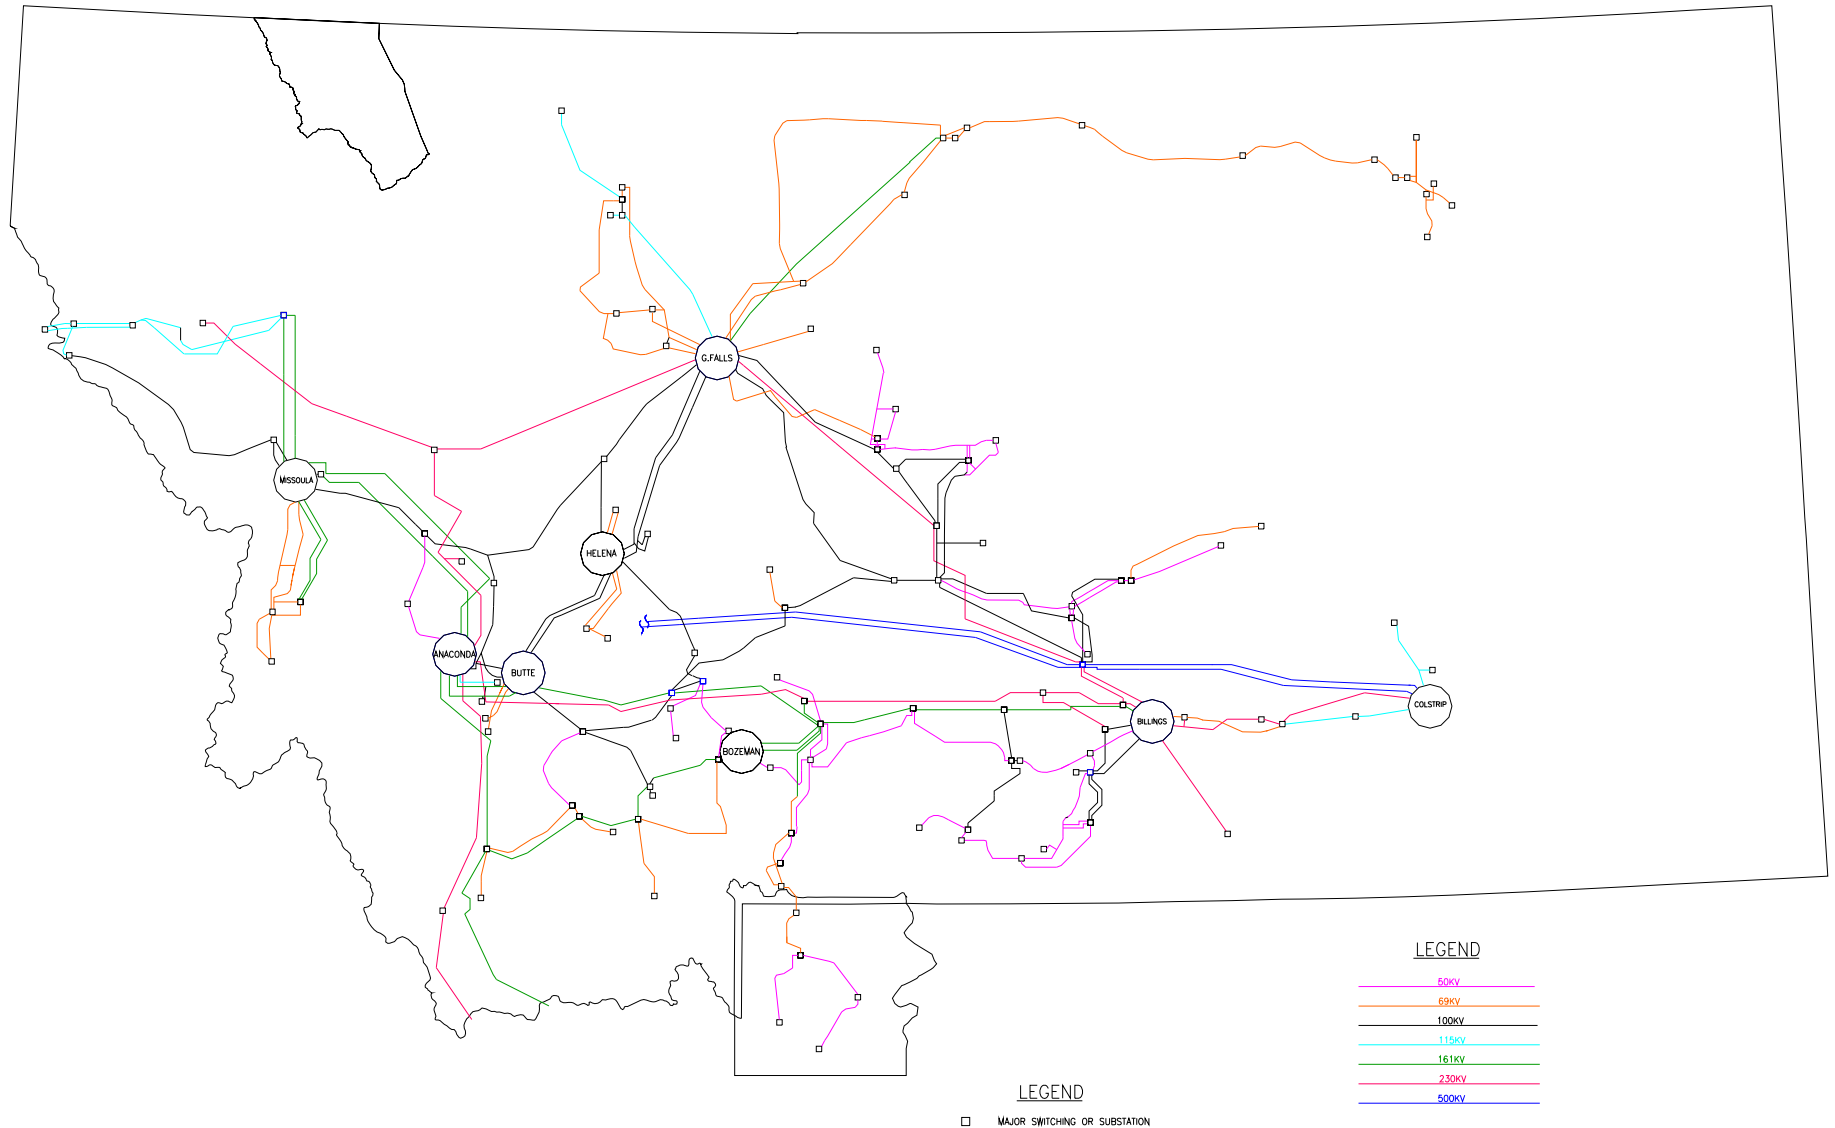 G.FALLS
MISSOULA
HELENA
ANACONDA
BUTTE
COLSTRIP
BILLINGS
BOZEMAN
LEGEND
50KV
69KV
100KV
115KV
161KV
230KV
500KV
LEGEND
MAJOR SWITCHING OR SUBSTATION